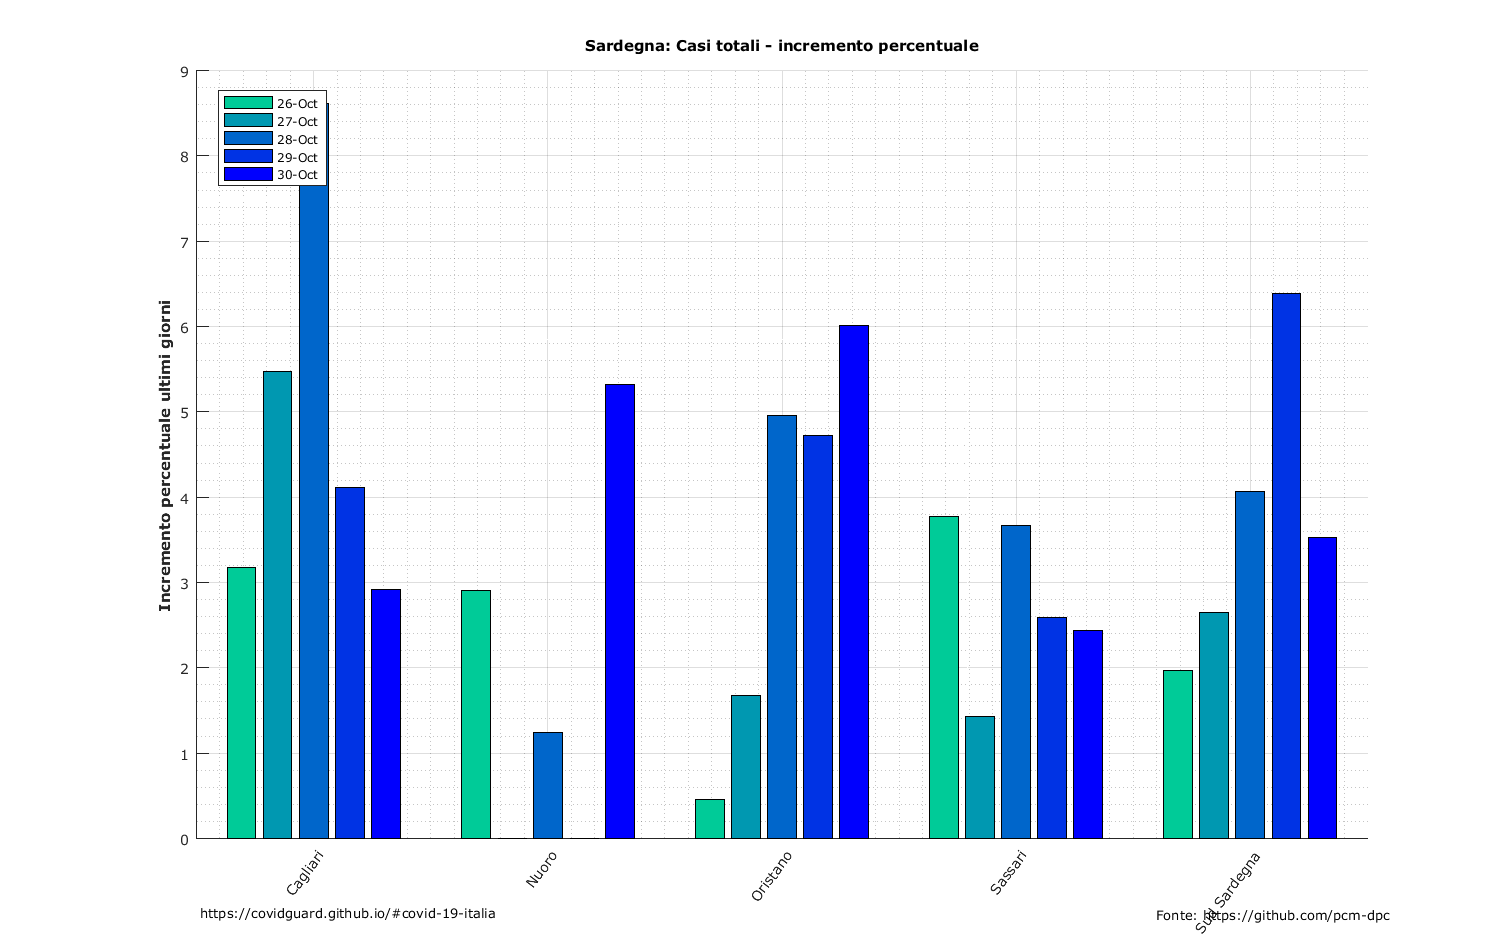 Sardegna: Casi totali - incremento percentuale
9
8
7
6
5
4
3
2
1
0
Incremento percentuale ultimi giorni
26-Oct
27-Oct
28-Oct
29-Oct
30-Oct
Cagliari
Nuoro
Oristano
Sassari
Sud Sardegna
https://covidguard.github.io/#covid-19-italia
Fonte: https://github.com/pcm-dpc